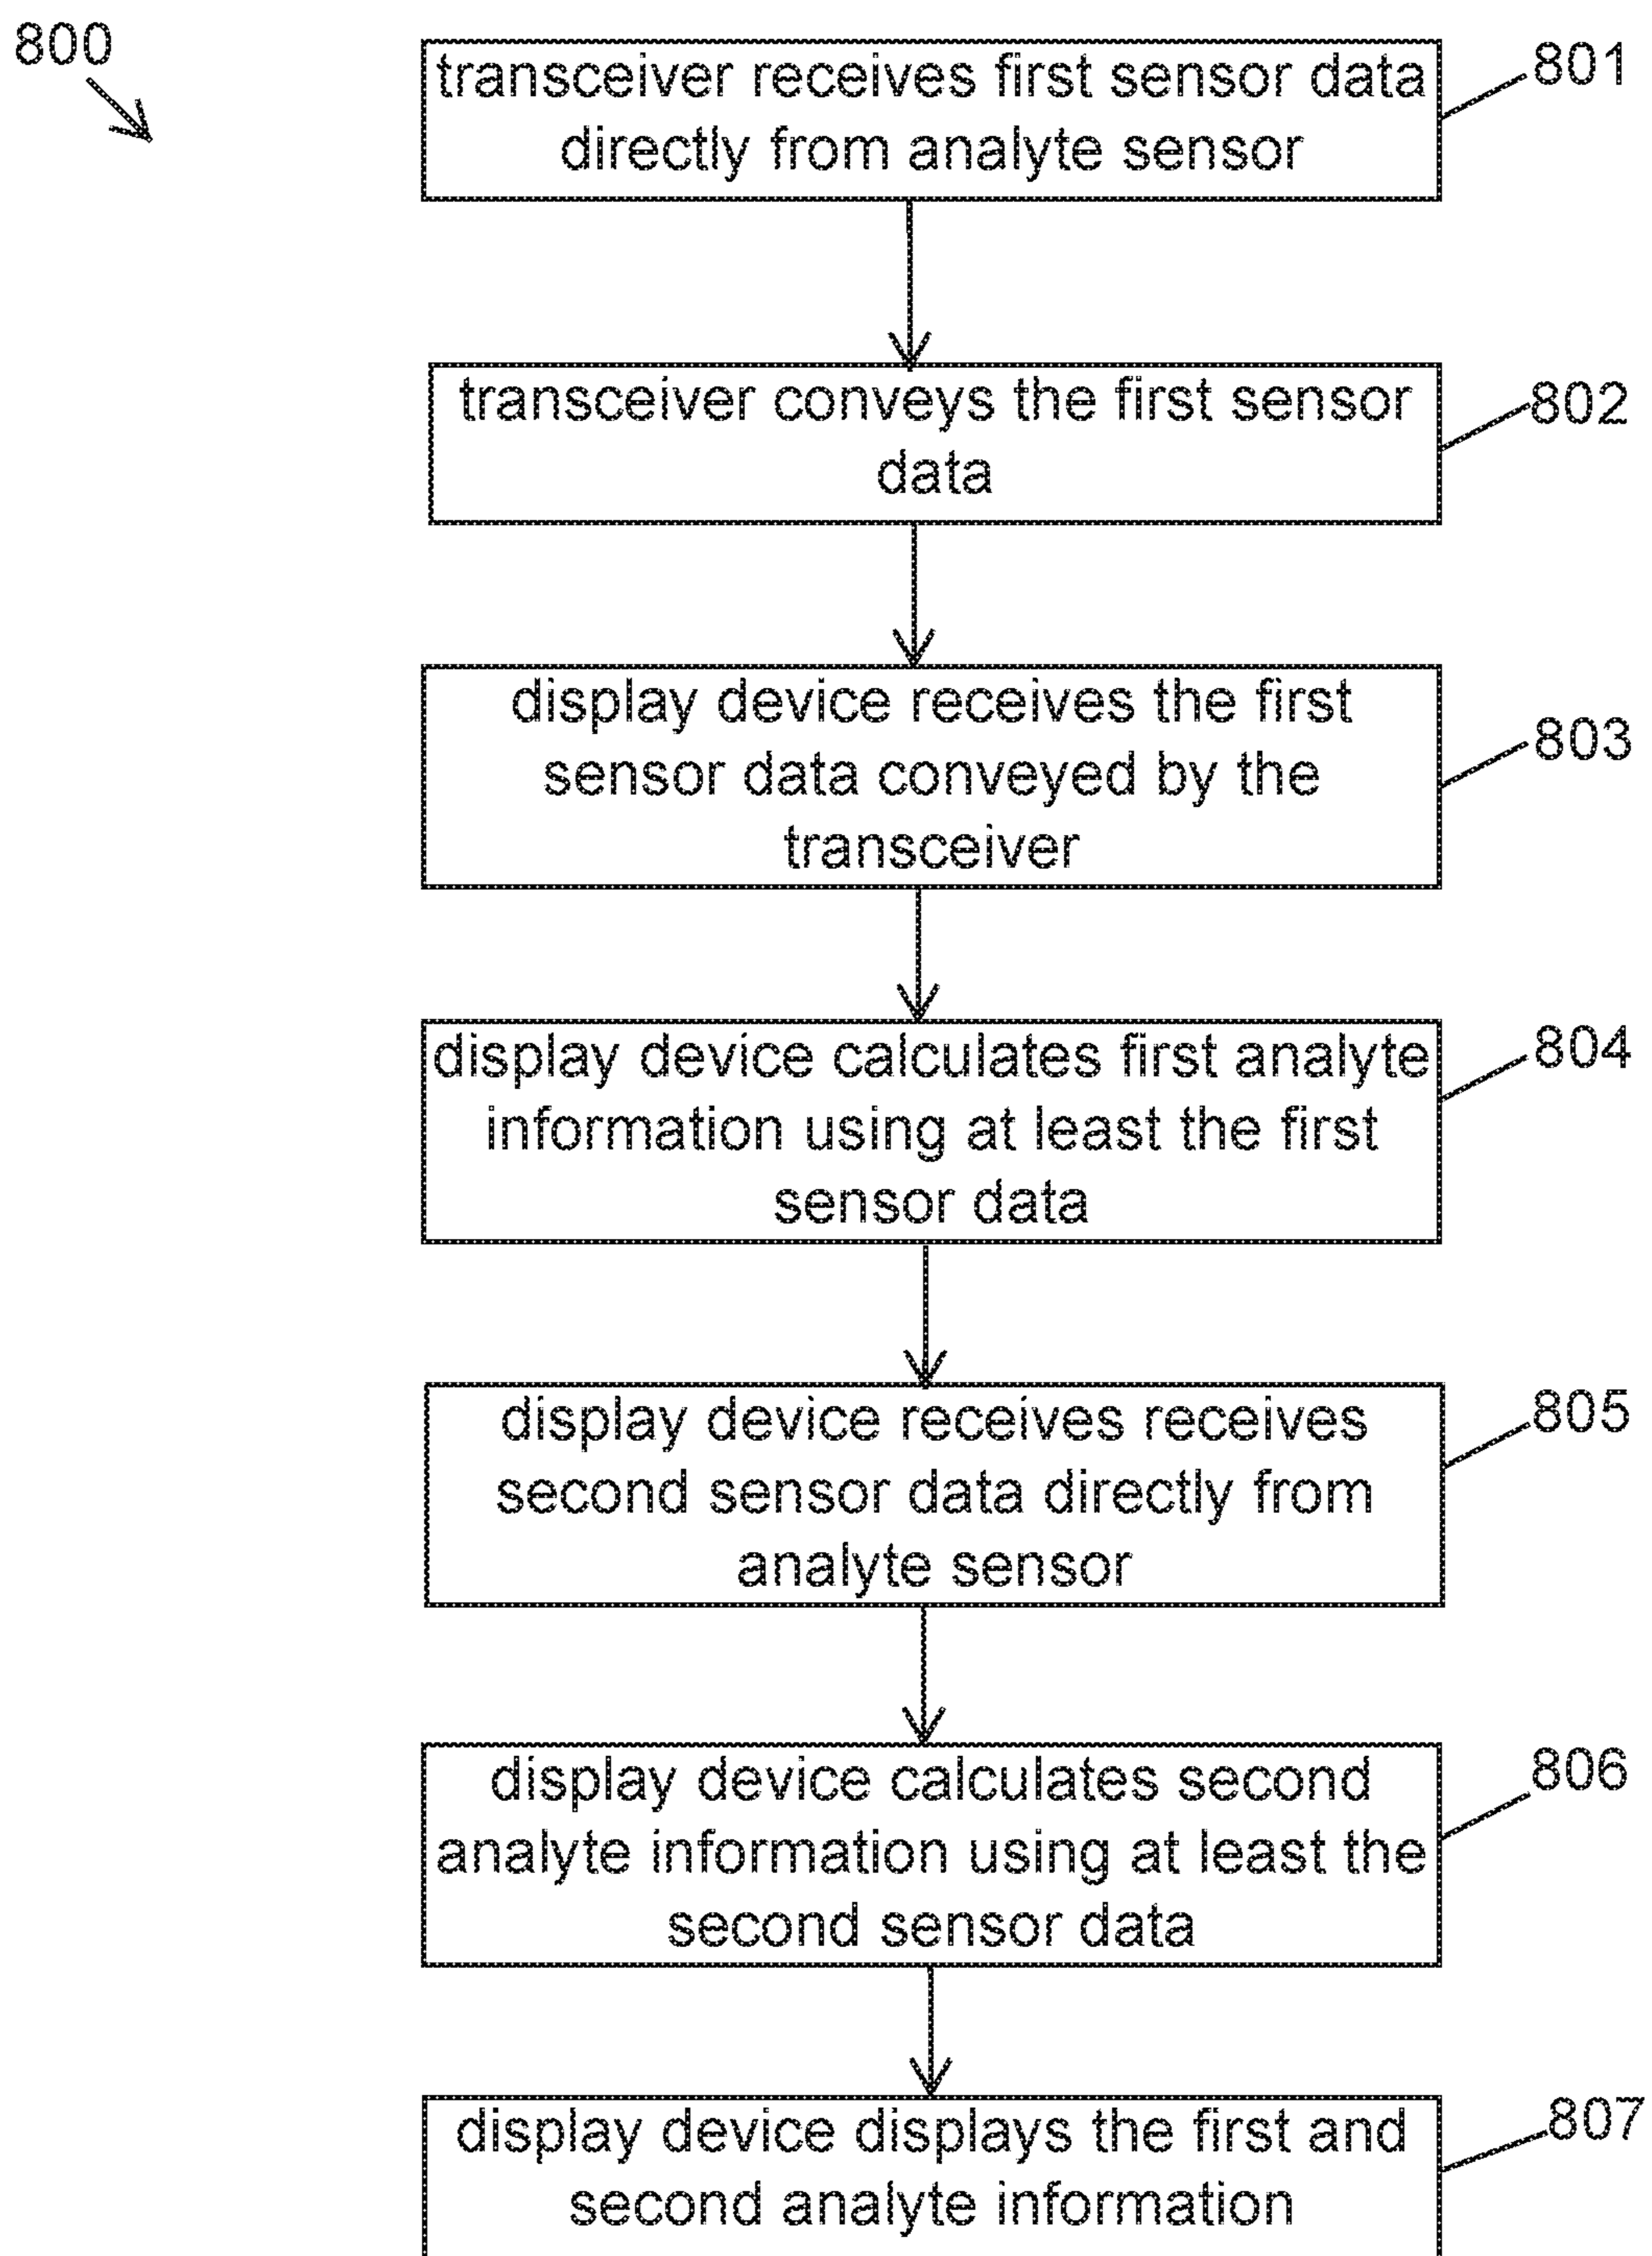 800
transceiver receives first sensor data
directly from analyte sensor
801
transceiver conveys the first sensor
data
802
display device receives the first
sensor data conveyed by the
transceiver
803
display device calculates first analyte
information using at least the first
sensor data
804
display device receives receives
second sensor data directly from
analyte sensor
805
display device calculates second
analyte information using at least the
second sensor data
806
display device displays the first and
second analyte information
807